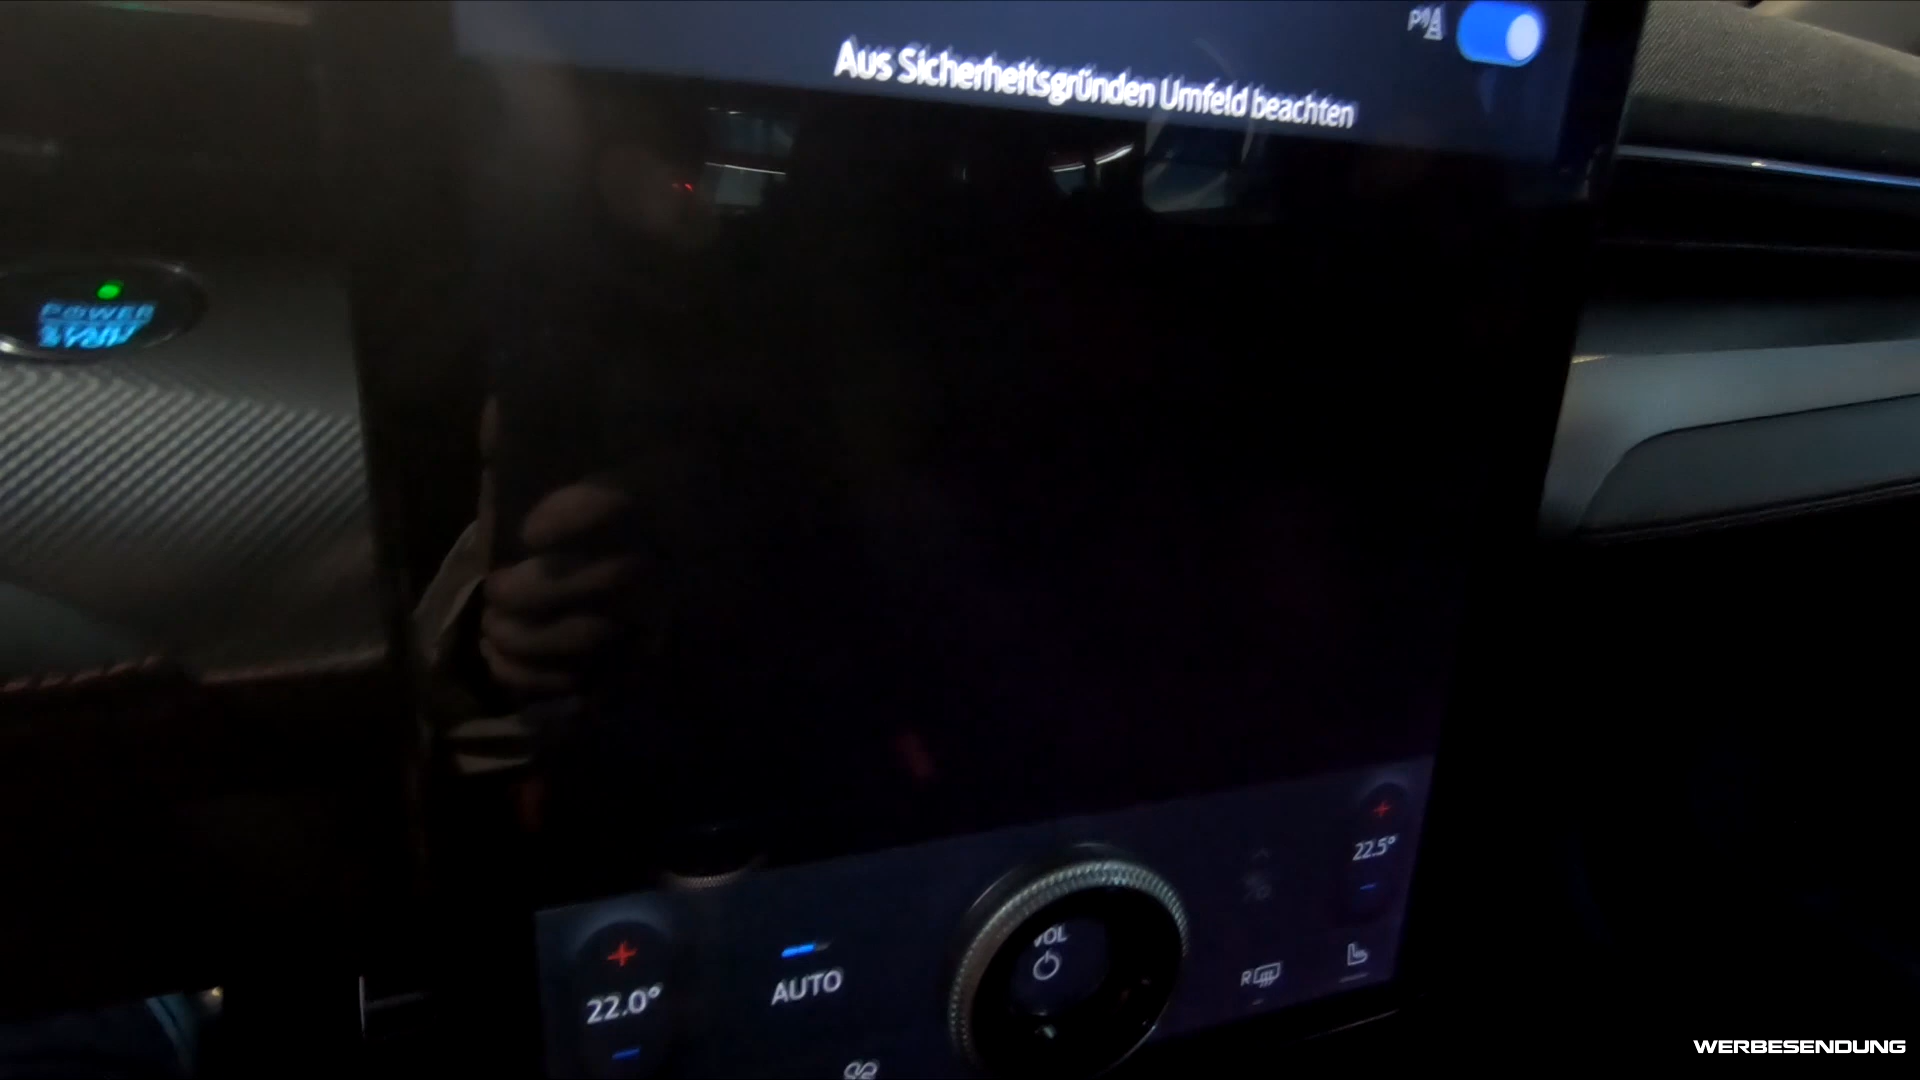 Aus Sicherheitsgründen Umfeld beachten
POWER
START
22.5°
VOL
AUTO
22.0°
R
WERBESENDUNG